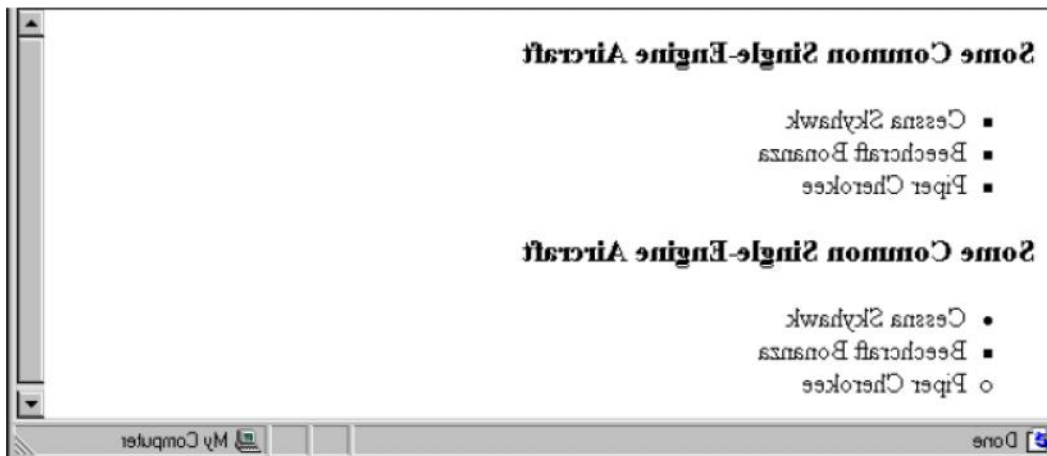 Some Common Single-Engine Aircraft
▪ Cessna Skyhawk
▪ Beechcraft Bonanza
▪ Piper Cherokee
Some Common Single-Engine Aircraft
• Cessna Skyhawk
▪ Beechcraft Bonanza
○ Piper Cherokee
Done
My Computer